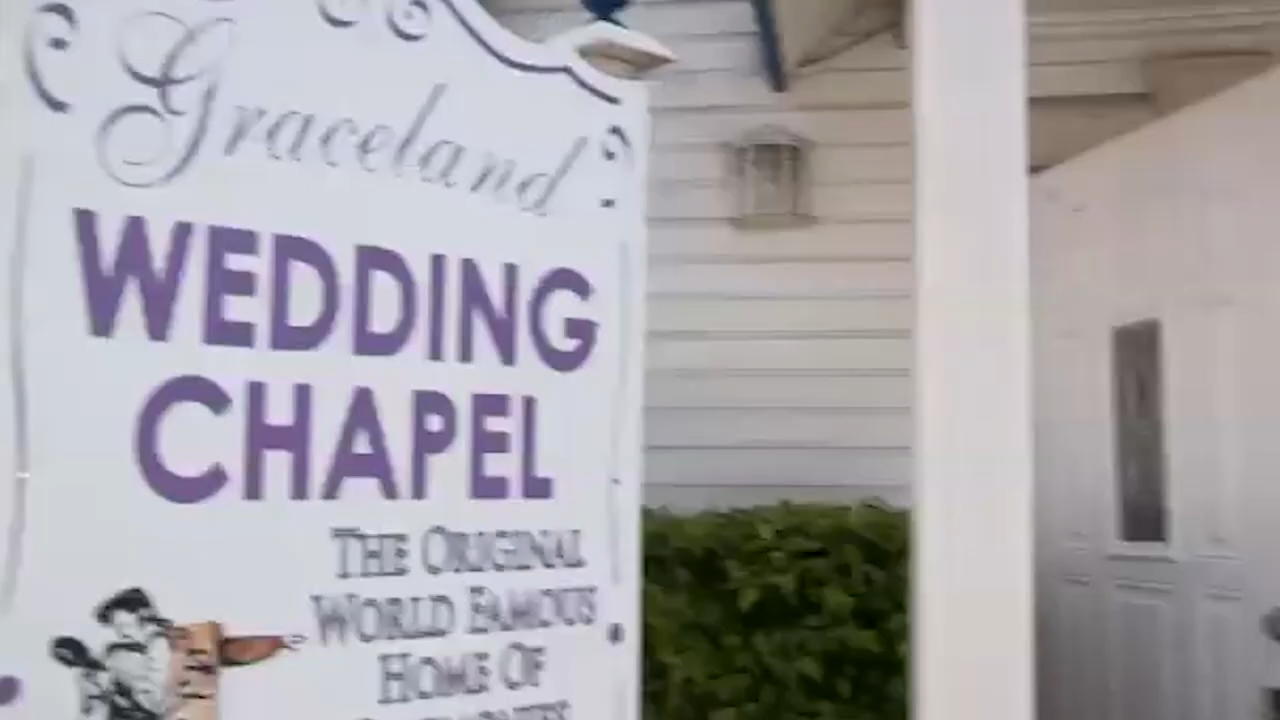 Graceland
WEDDING
CHAPEL
THE ORIGINAL
WORLD FAMOUS
HOME OF